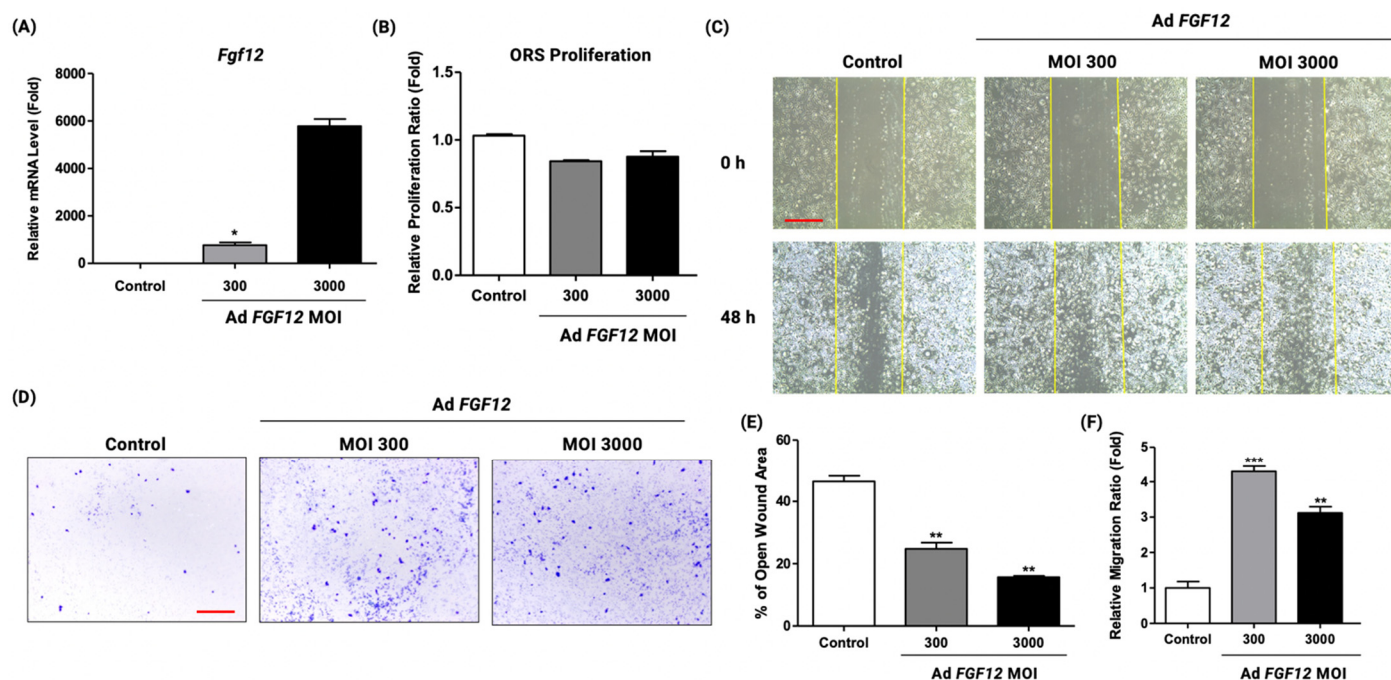 (A)
Fgf12
Relative mRNA Level (Fold)
8000
6000
4000
2000
0
*
Control
300
3000
Ad FGF12 MOI
(B)
ORS Proliferation
Relative Proliferation Ratio (Fold)
1.5
1.0
0.5
0.0
Control
300
3000
Ad FGF12 MOI
(C)
Ad FGF12
Control
MOI 300
MOI 3000
0 h
48 h
(D)
Ad FGF12
Control
MOI 300
MOI 3000
(E)
% of Open Wound Area
60
40
20
0
**
**
Control
300
3000
Ad FGF12 MOI
(F)
Relative Migration Ratio (Fold)
5
4
3
2
1
0
***
**
Control
300
3000
Ad FGF12 MOI